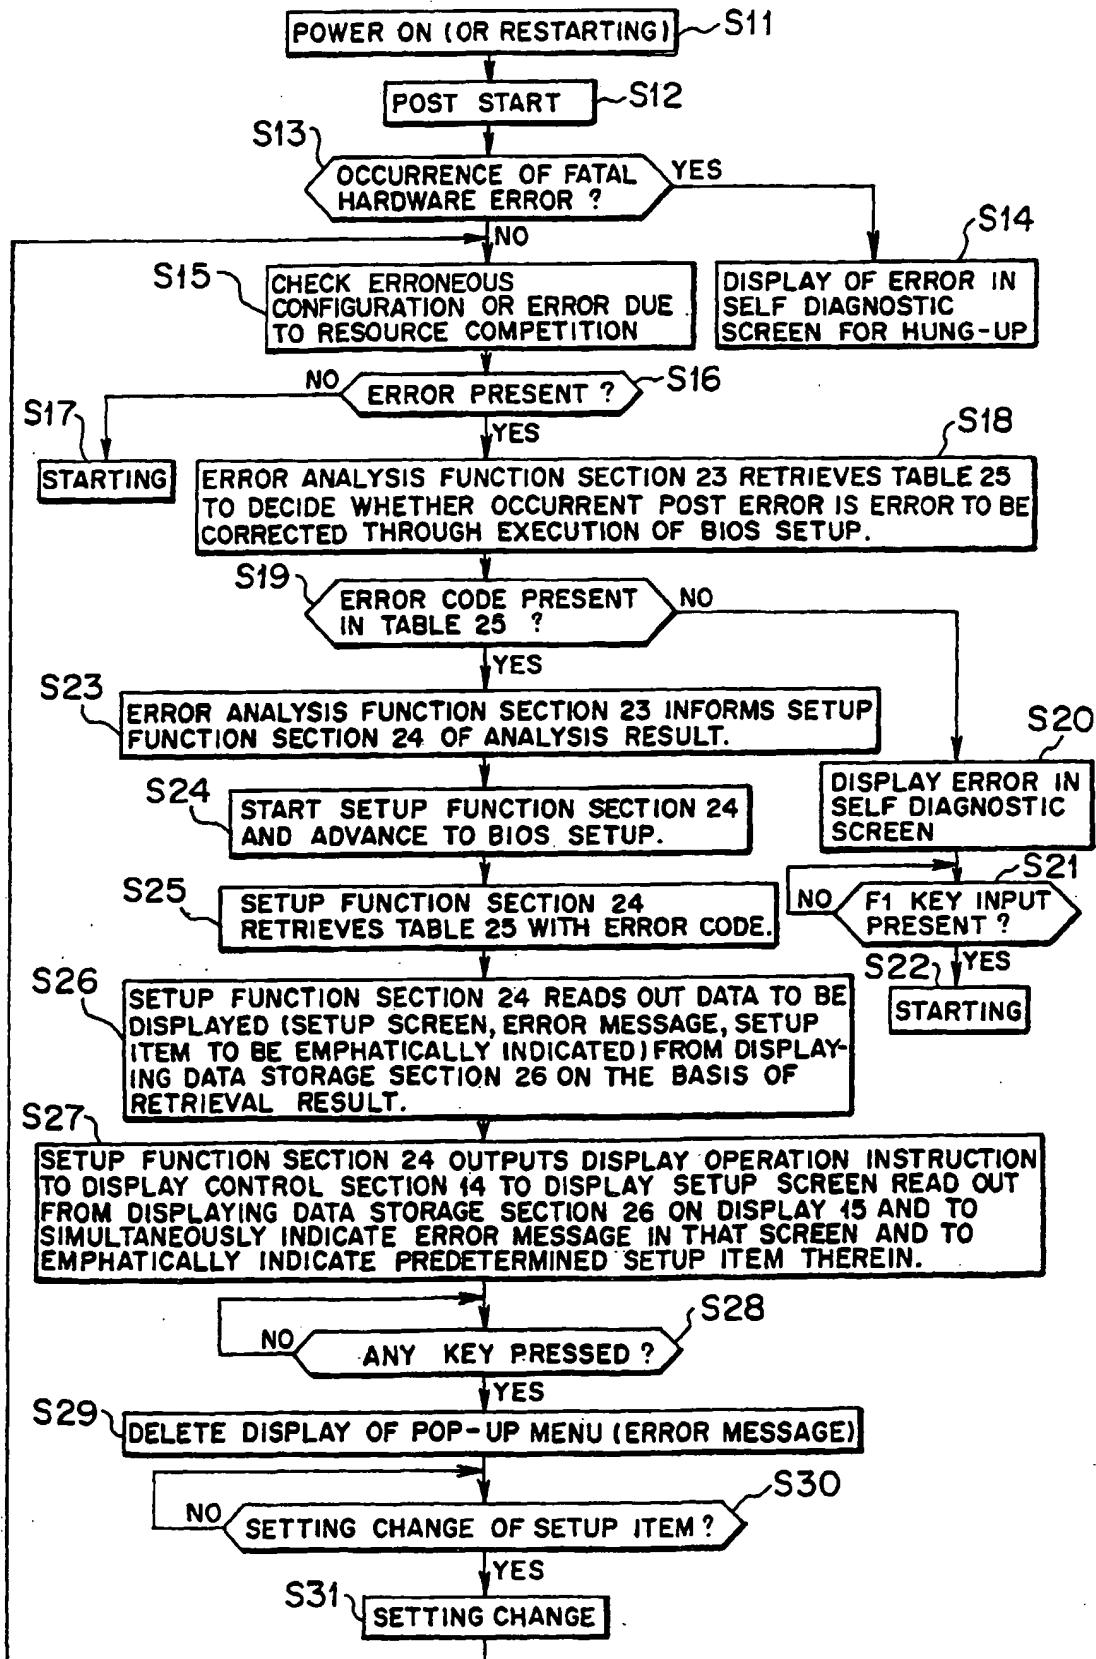 POWER ON (OR RESTARTING)
S11
POST START
S12
S13
OCCURRENCE OF FATAL
HARDWARE ERROR ?
YES
NO
S14
DISPLAY OF ERROR IN
SELF DIAGNOSTIC
SCREEN FOR HUNG-UP
S15
CHECK ERRONEOUS
CONFIGURATION OR ERROR DUE
TO RESOURCE COMPETITION
NO
ERROR PRESENT ?
S16
YES
S17
STARTING
S18
ERROR ANALYSIS FUNCTION SECTION 23 RETRIEVES TABLE 25
TO DECIDE WHETHER OCCURRENT POST ERROR IS ERROR TO BE
CORRECTED THROUGH EXECUTION OF BIOS SETUP.
S19
ERROR CODE PRESENT
IN TABLE 25 ?
NO
YES
S23
ERROR ANALYSIS FUNCTION SECTION 23 INFORMS SETUP
FUNCTION SECTION 24 OF ANALYSIS RESULT.
S20
DISPLAY ERROR IN
SELF DIAGNOSTIC
SCREEN
S24
START SETUP FUNCTION SECTION 24
AND ADVANCE TO BIOS SETUP.
S21
NO
F1 KEY INPUT
PRESENT ?
YES
S25
SETUP FUNCTION SECTION 24
RETRIEVES TABLE 25 WITH ERROR CODE.
S22
STARTING
S26
SETUP FUNCTION SECTION 24 READS OUT DATA TO BE
DISPLAYED (SETUP SCREEN, ERROR MESSAGE, SETUP
ITEM TO BE EMPHATICALLY INDICATED) FROM DISPLAY-
ING DATA STORAGE SECTION 26 ON THE BASIS OF
RETRIEVAL RESULT.
S27
SETUP FUNCTION SECTION 24 OUTPUTS DISPLAY OPERATION INSTRUCTION
TO DISPLAY CONTROL SECTION 14 TO DISPLAY SETUP SCREEN READ OUT
FROM DISPLAYING DATA STORAGE SECTION 26 ON DISPLAY 15 AND TO
SIMULTANEOUSLY INDICATE ERROR MESSAGE IN THAT SCREEN AND TO
EMPHATICALLY INDICATE PREDETERMINED SETUP ITEM THEREIN.
S28
NO
ANY KEY PRESSED ?
YES
S29
DELETE DISPLAY OF POP-UP MENU (ERROR MESSAGE)
S30
NO
SETTING CHANGE OF SETUP ITEM ?
YES
S31
SETTING CHANGE